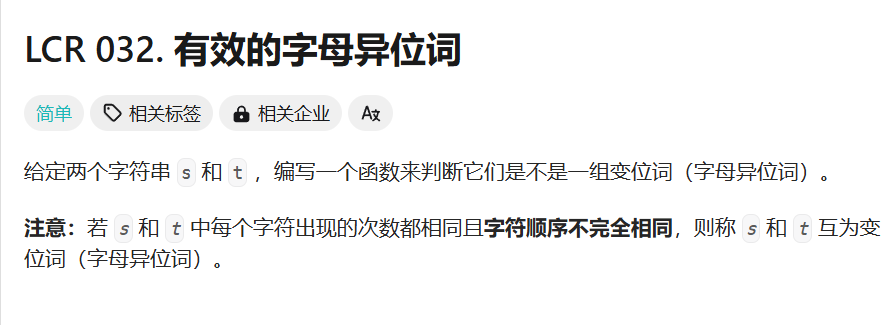 LCR 032. 有效的字母异位词
简单 相关标签 相关企业 Aあ
给定两个字符串 s 和 t ，编写一个函数来判断它们是不是一组变位词（字母异位词）。
注意：若 s 和 t 中每个字符出现的次数都相同且字符顺序不完全相同，则称 s 和 t 互为变
位词（字母异位词）。